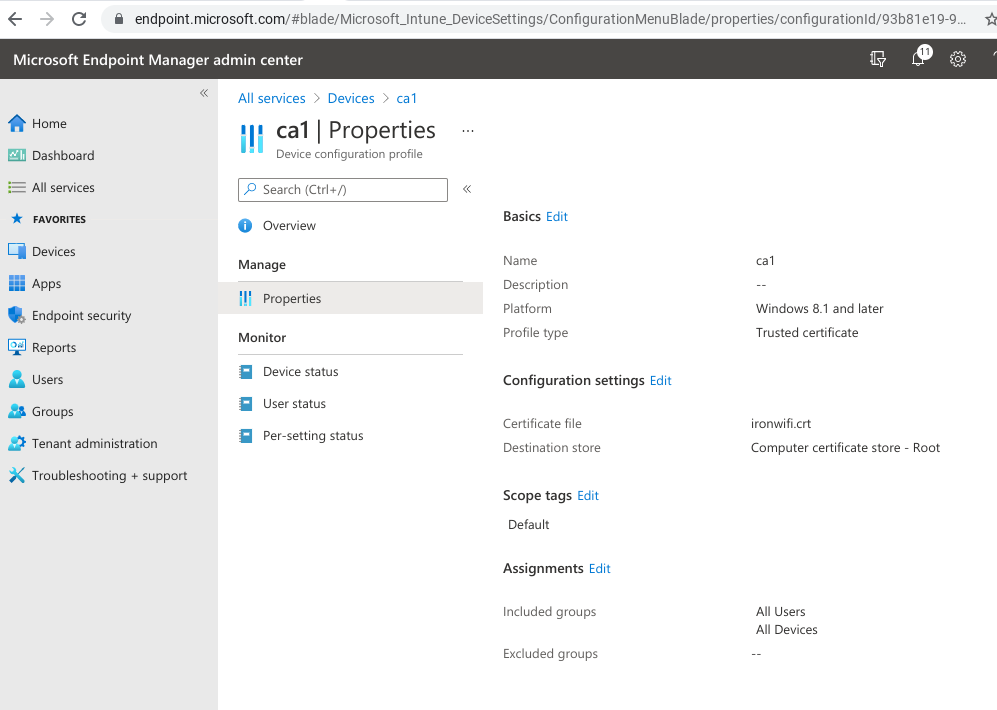 endpoint.microsoft.com/#blade/Microsoft_Intune_DeviceSettings/ConfigurationMenuBlade/properties/configurationId/93b81e19-9...
Microsoft Endpoint Manager admin center
11
«
Home
Dashboard
All services
FAVORITES
Devices
Apps
Endpoint security
Reports
Users
Groups
Tenant administration
Troubleshooting + support
All services > Devices > ca1
ca1 | Properties ...
Device configuration profile
Search (Ctrl+/) «
Overview
Manage
Properties
Monitor
Device status
User status
Per-setting status
Basics Edit
Name ca1
Description --
Platform Windows 8.1 and later
Profile type Trusted certificate
Configuration settings Edit
Certificate file ironwifi.crt
Destination store Computer certificate store - Root
Scope tags Edit
Default
Assignments Edit
Included groups All Users
All Devices
Excluded groups --